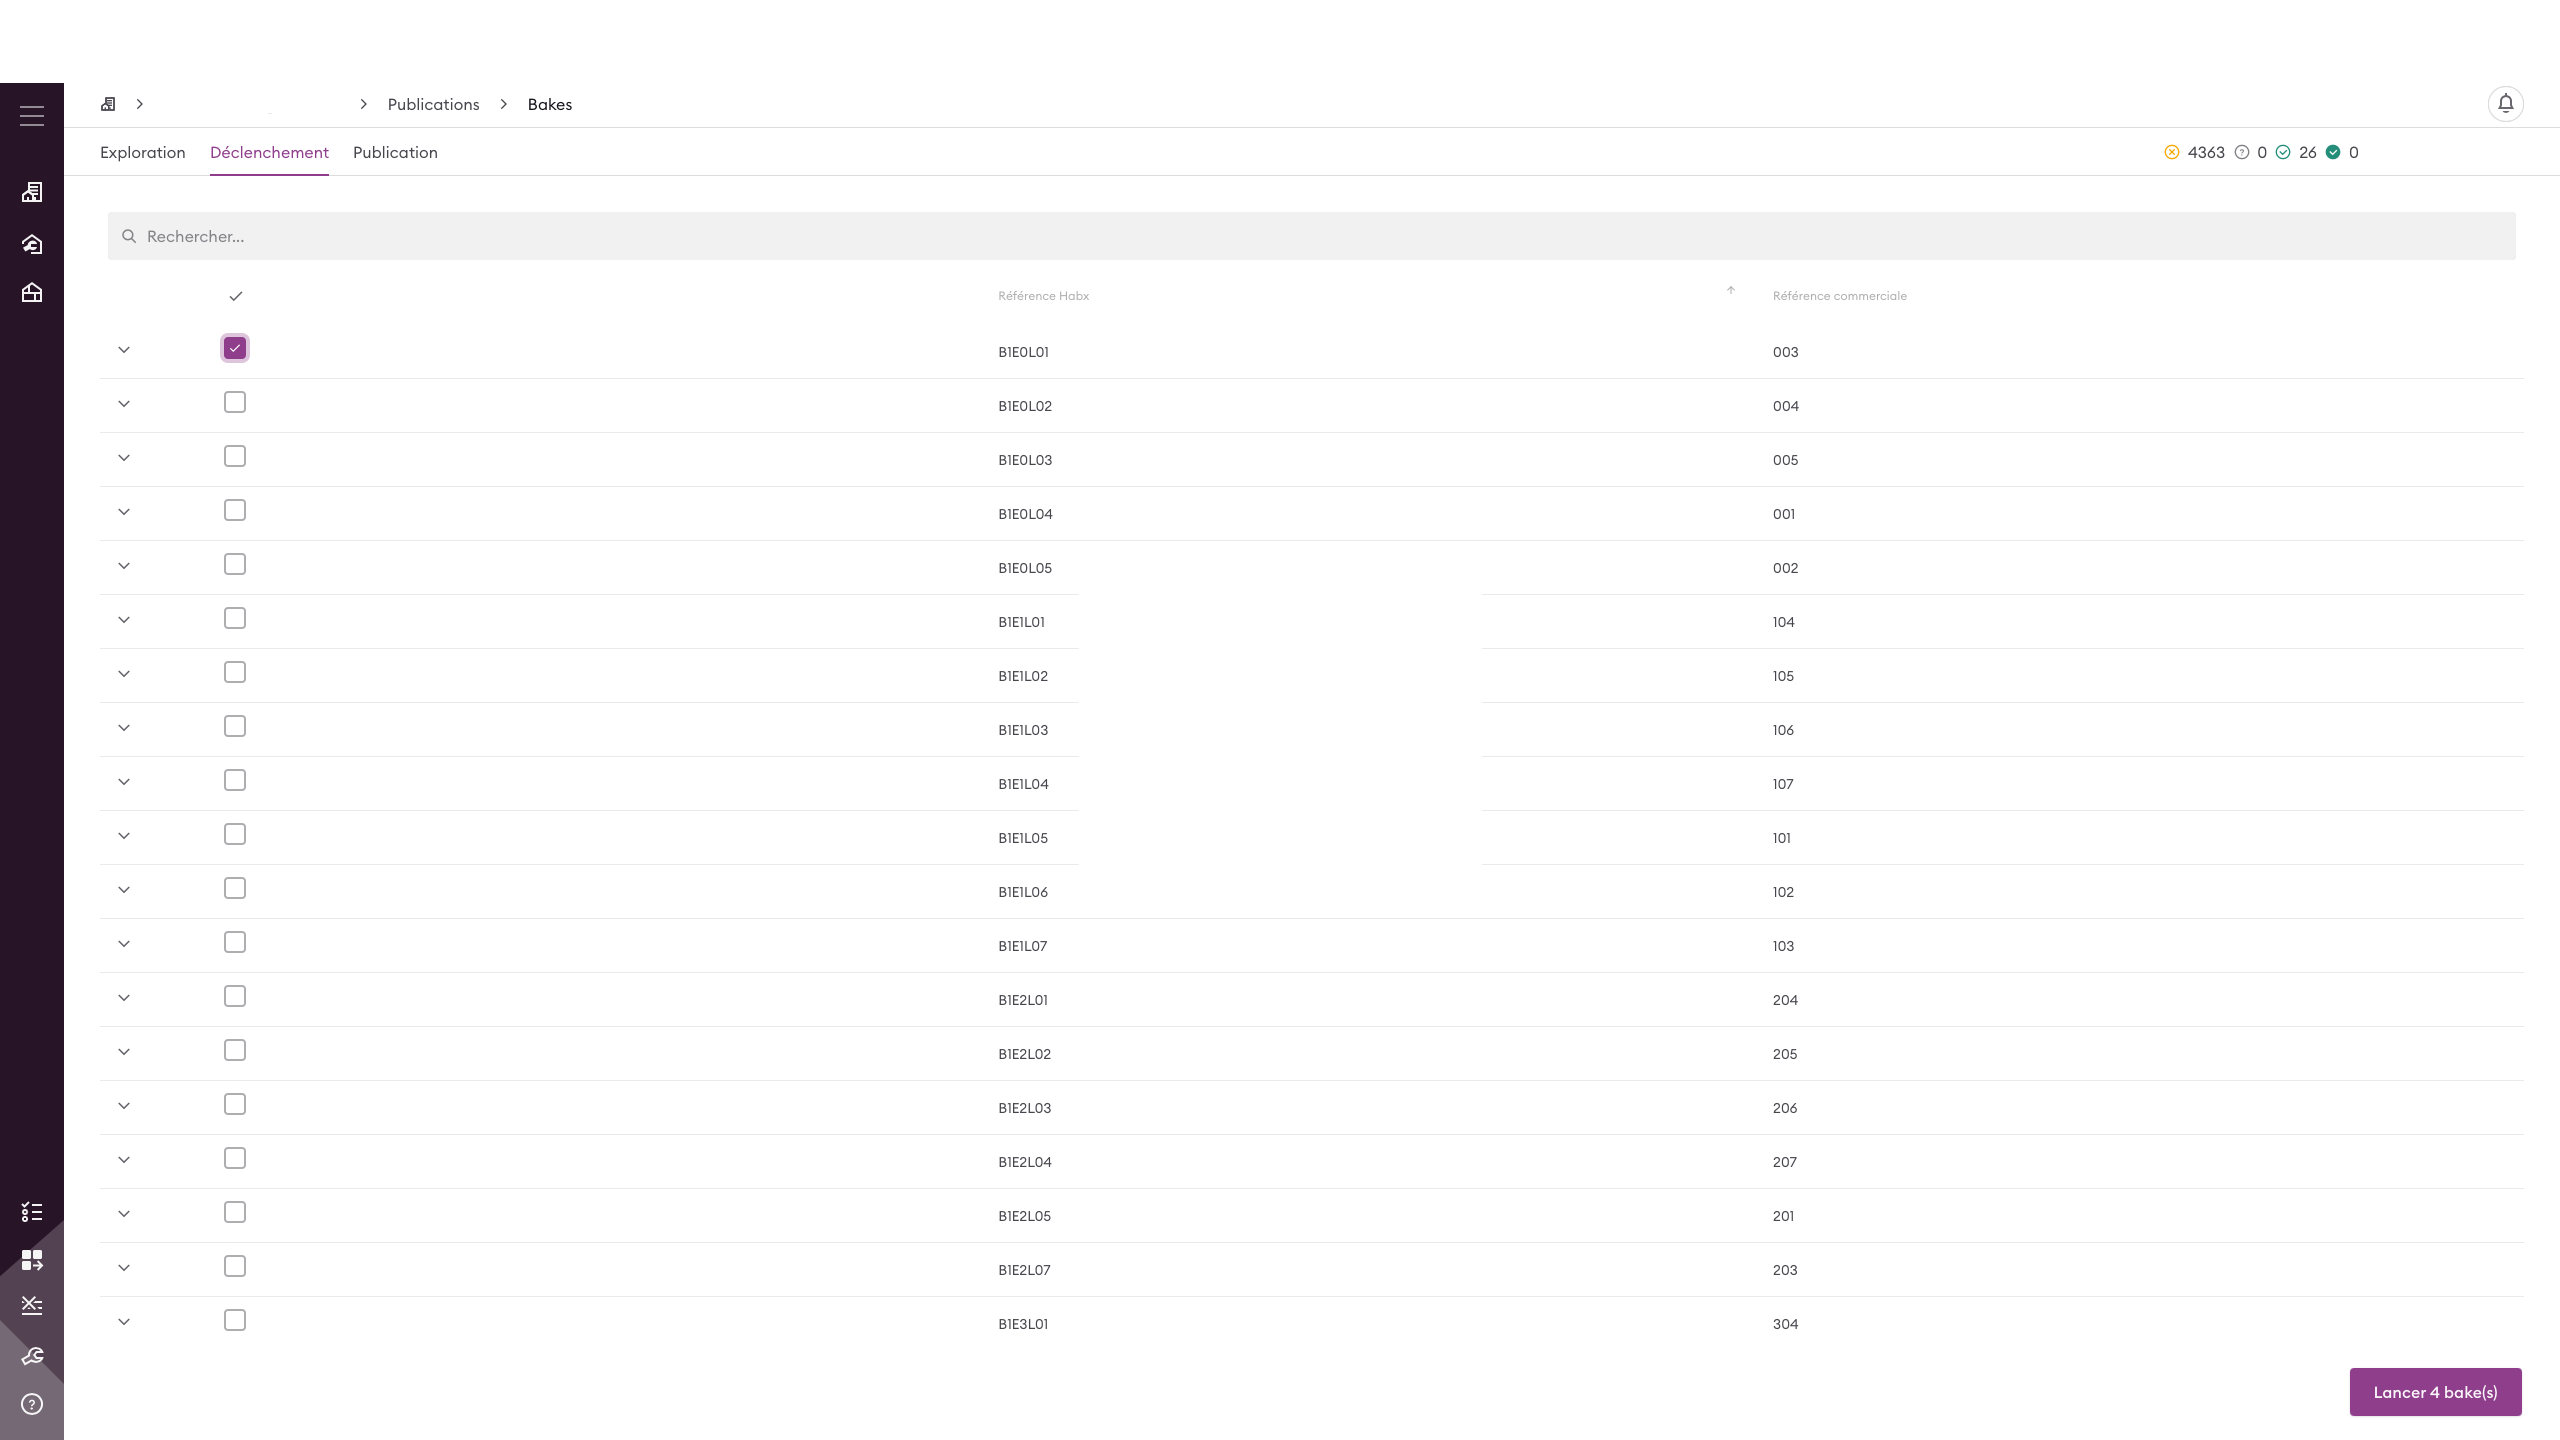 Publications Bakes
Exploration Déclenchement Publication 4363 0 26 0
Rechercher...
Référence Habx Référence commerciale
B1E0L01 003
B1E0L02 004
B1E0L03 005
B1E0L04 001
B1E0L05 002
B1E1L01 104
B1E1L02 105
B1E1L03 106
B1E1L04 107
B1E1L05 101
B1E1L06 102
B1E1L07 103
B1E2L01 204
B1E2L02 205
B1E2L03 206
B1E2L04 207
B1E2L05 201
B1E2L07 203
B1E3L01 304
Lancer 4 bake(s)